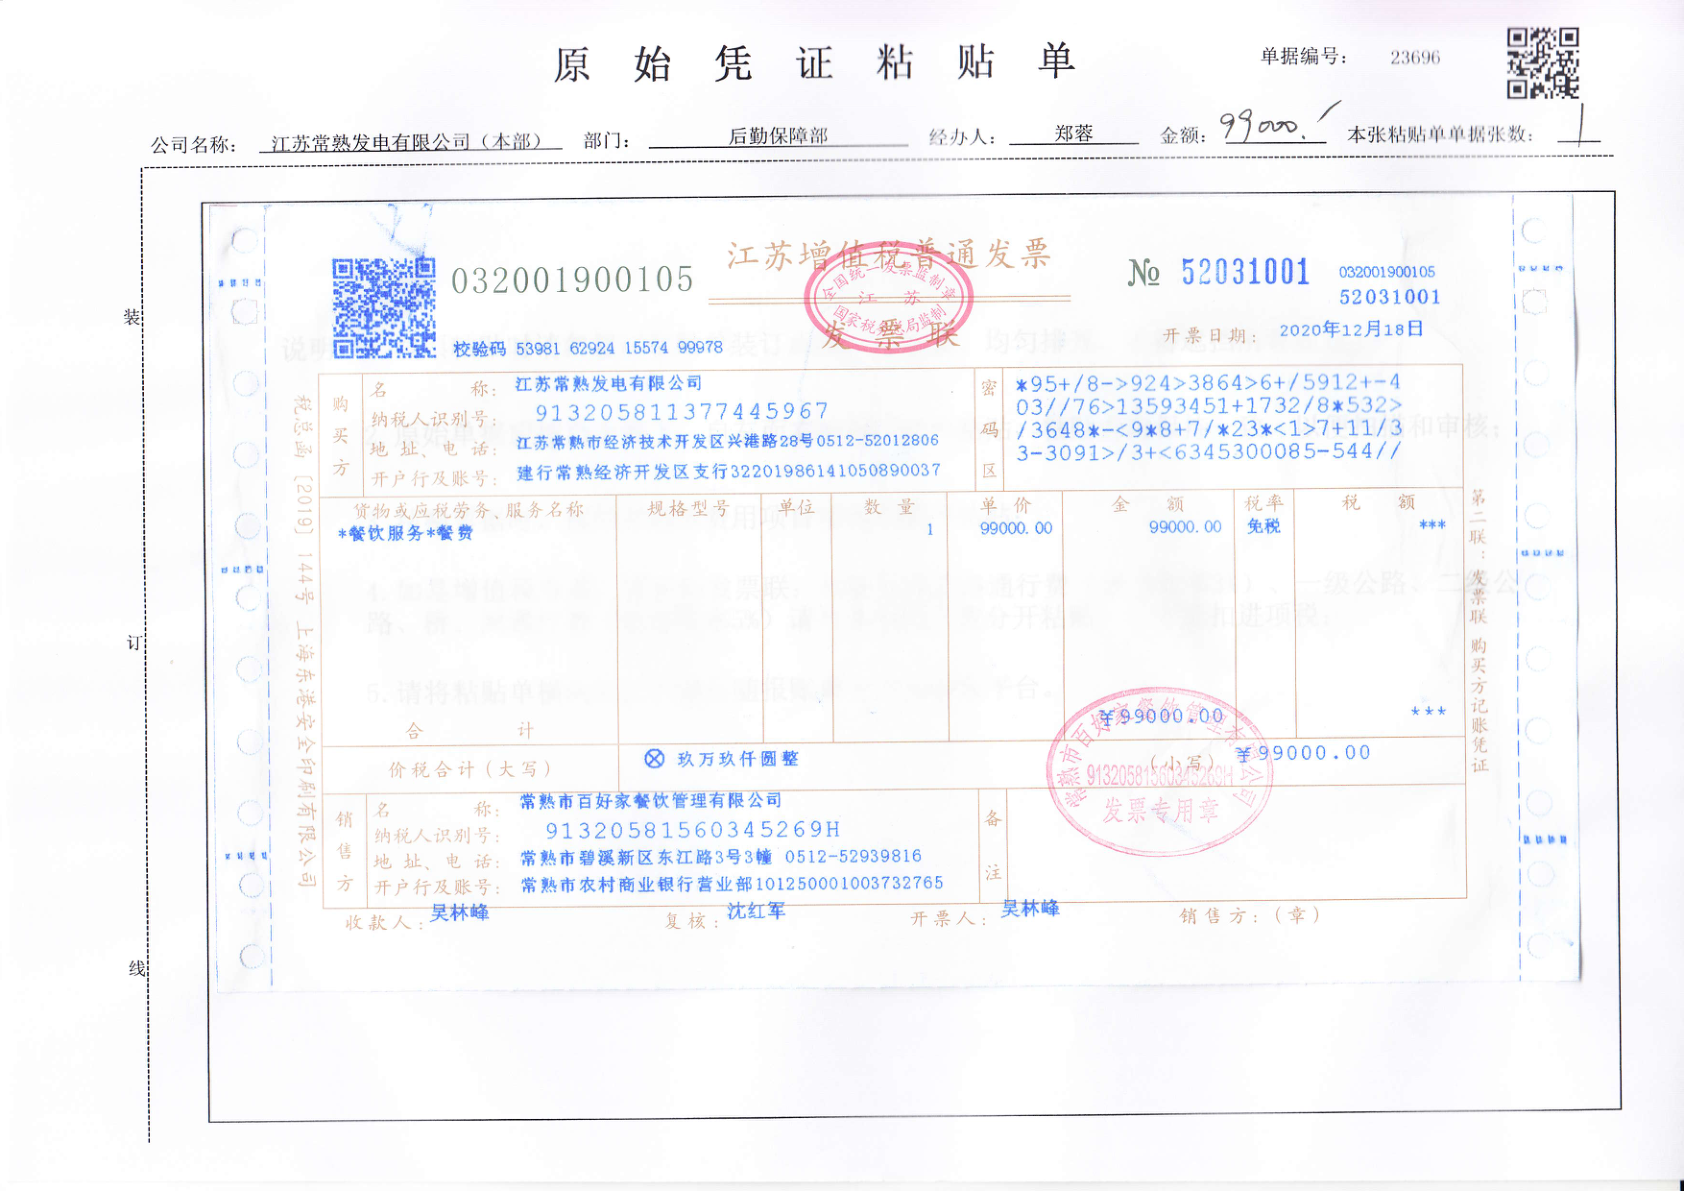 原始凭证粘贴单
单据编号： 23696
公司名称： 江苏常熟发电有限公司（本部） 部门： 后勤保障部 经办人： 郑蓉 金额： 99000. 本张粘贴单单据张数： 1
装
订
线
032001900105
江苏增值税普通发票
发票联
全国统一发票监制章
江苏
国家税务总局监制
№ 52031001
032001900105
52031001
校验码 53981 62924 15574 99978
开票日期： 2020年12月18日
购买方
名称： 江苏常熟发电有限公司
纳税人识别号： 913205811377445967
地址、电话： 江苏常熟市经济技术开发区兴港路28号0512-52012806
开户行及账号： 建行常熟经济开发区支行32201986141050890037
密码区
*95+/8->924>3864>6+/5912+-4
03//76>13593451+1732/8*532>
/3648*-<9*8+7/*23*<1>7+11/3
3-3091>/3+<6345300085-544//
货物或应税劳务、服务名称 规格型号 单位 数量 单价 金额 税率 税额
*餐饮服务*餐费 1 99000.00 99000.00 免税 ***
合计 ￥99000.00 ***
价税合计（大写） ⊗ 玖万玖仟圆整 （小写） ￥99000.00
销售方
名称： 常熟市百好家餐饮管理有限公司
纳税人识别号： 91320581560345269H
地址、电话： 常熟市碧溪新区东江路3号3幢 0512-52939816
开户行及账号： 常熟市农村商业银行营业部101250001003732765
备注
常熟市百好家餐饮管理有限公司
91320581560345269H
发票专用章
收款人： 吴林峰 复核： 沈红军 开票人： 吴林峰 销售方：（章）
税总函〔2019〕144号 上海东港安全印刷有限公司
第二联：发票联 购买方记账凭证